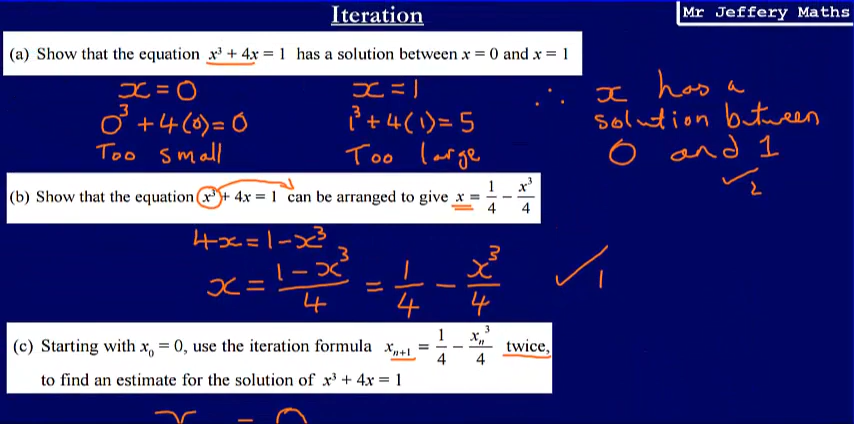 Iteration
Mr Jeffery Maths
(a) Show that the equation x³ + 4x = 1 has a solution between x = 0 and x = 1
x = 0
0³ + 4(0) = 0
Too small
x = 1
1³ + 4(1) = 5
Too large
∴ x has a
solution between
0 and 1
✓2
(b) Show that the equation x³ + 4x = 1 can be arranged to give x = 1/4 − x³/4
4x = 1 − x³
x = (1 − x³)/4 = 1/4 − x³/4
✓1
(c) Starting with x₀ = 0, use the iteration formula xₙ₊₁ = 1/4 − xₙ³/4 twice,
to find an estimate for the solution of x³ + 4x = 1